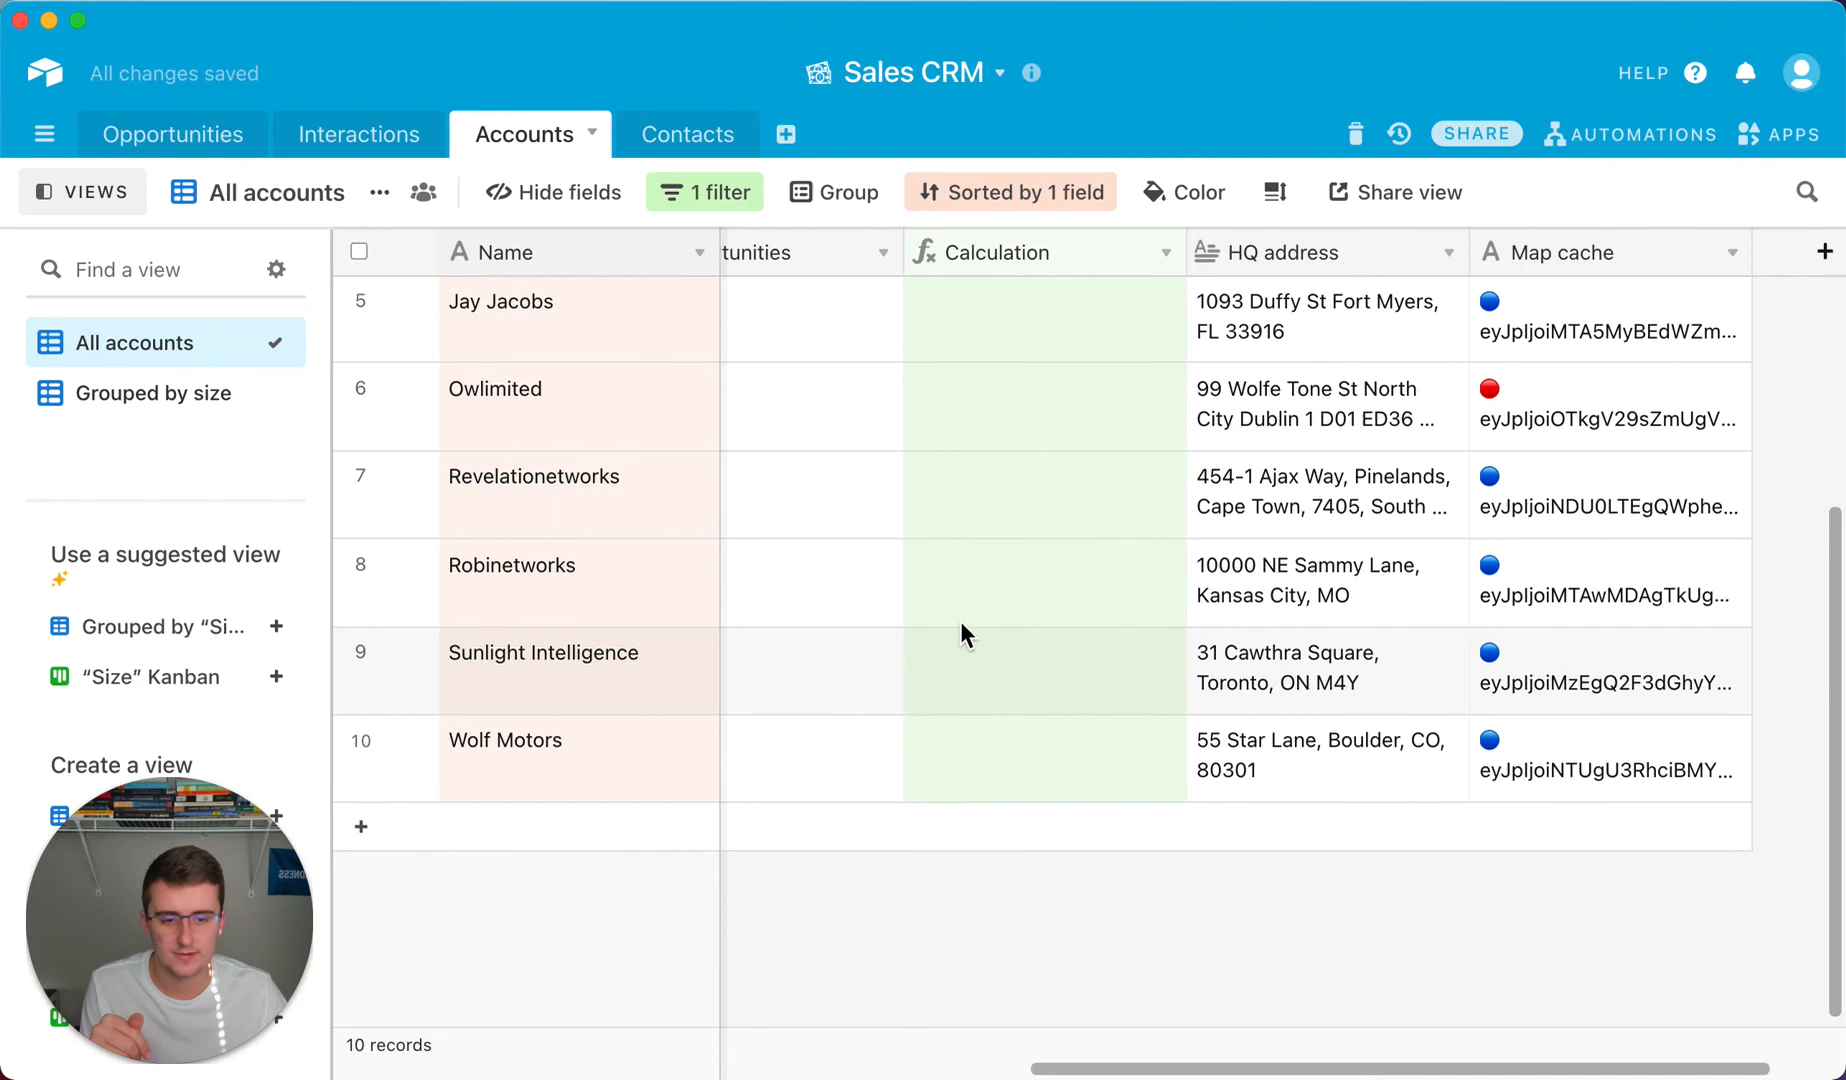 All changes saved
Sales CRM
HELP
Opportunities
Interactions
Accounts
Contacts
SHARE
AUTOMATIONS
APPS
VIEWS
All accounts
Hide fields
1 filter
Group
Sorted by 1 field
Color
Share view
Find a view
All accounts
Grouped by size
Use a suggested view
Grouped by “Si...
“Size” Kanban
Create a view
Name
tunities
Calculation
HQ address
Map cache
5
Jay Jacobs
1093 Duffy St Fort Myers,
FL 33916
eyJpIjoiMTA5MyBEdWZm...
6
Owlimited
99 Wolfe Tone St North
City Dublin 1 D01 ED36 ...
eyJpIjoiOTkgV29sZmUgV...
7
Revelationetworks
454-1 Ajax Way, Pinelands,
Cape Town, 7405, South ...
eyJpIjoiNDU0LTEgQWphe...
8
Robinetworks
10000 NE Sammy Lane,
Kansas City, MO
eyJpIjoiMTAwMDAgTkUg...
9
Sunlight Intelligence
31 Cawthra Square,
Toronto, ON M4Y
eyJpIjoiMzEgQ2F3dGhyY...
10
Wolf Motors
55 Star Lane, Boulder, CO,
80301
eyJpIjoiNTUgU3RhciBMY...
10 records